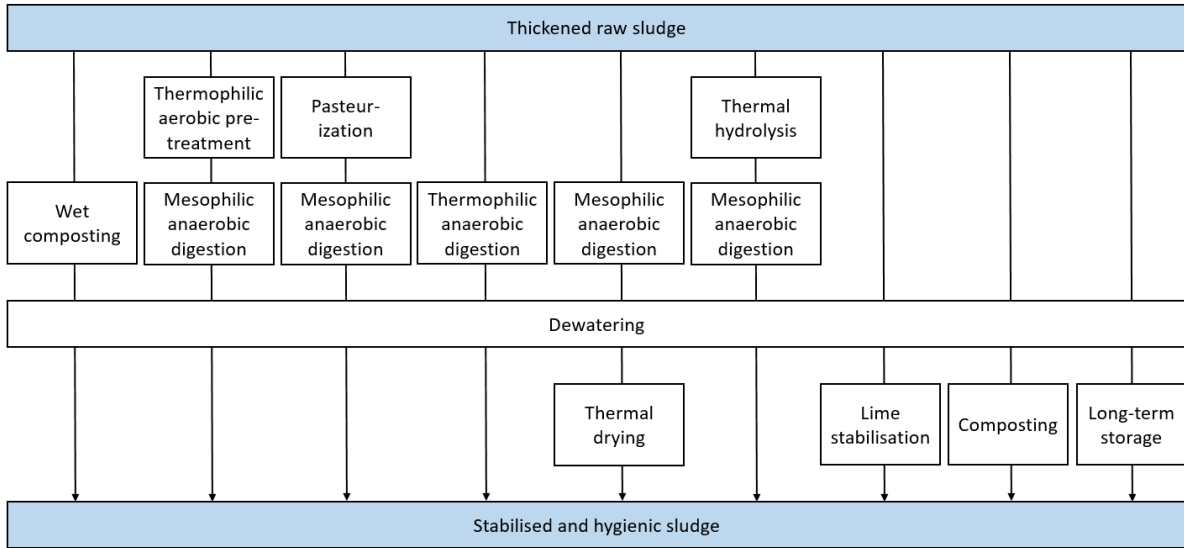 Thickened raw sludge
Thermophilic
aerobic pre-
treatment
Pasteur-
ization
Thermal
hydrolysis
Wet
composting
Mesophilic
anaerobic
digestion
Mesophilic
anaerobic
digestion
Thermophilic
anaerobic
digestion
Mesophilic
anaerobic
digestion
Mesophilic
anaerobic
digestion
Dewatering
Thermal
drying
Lime
stabilisation
Composting
Long-term
storage
Stabilised and hygienic sludge